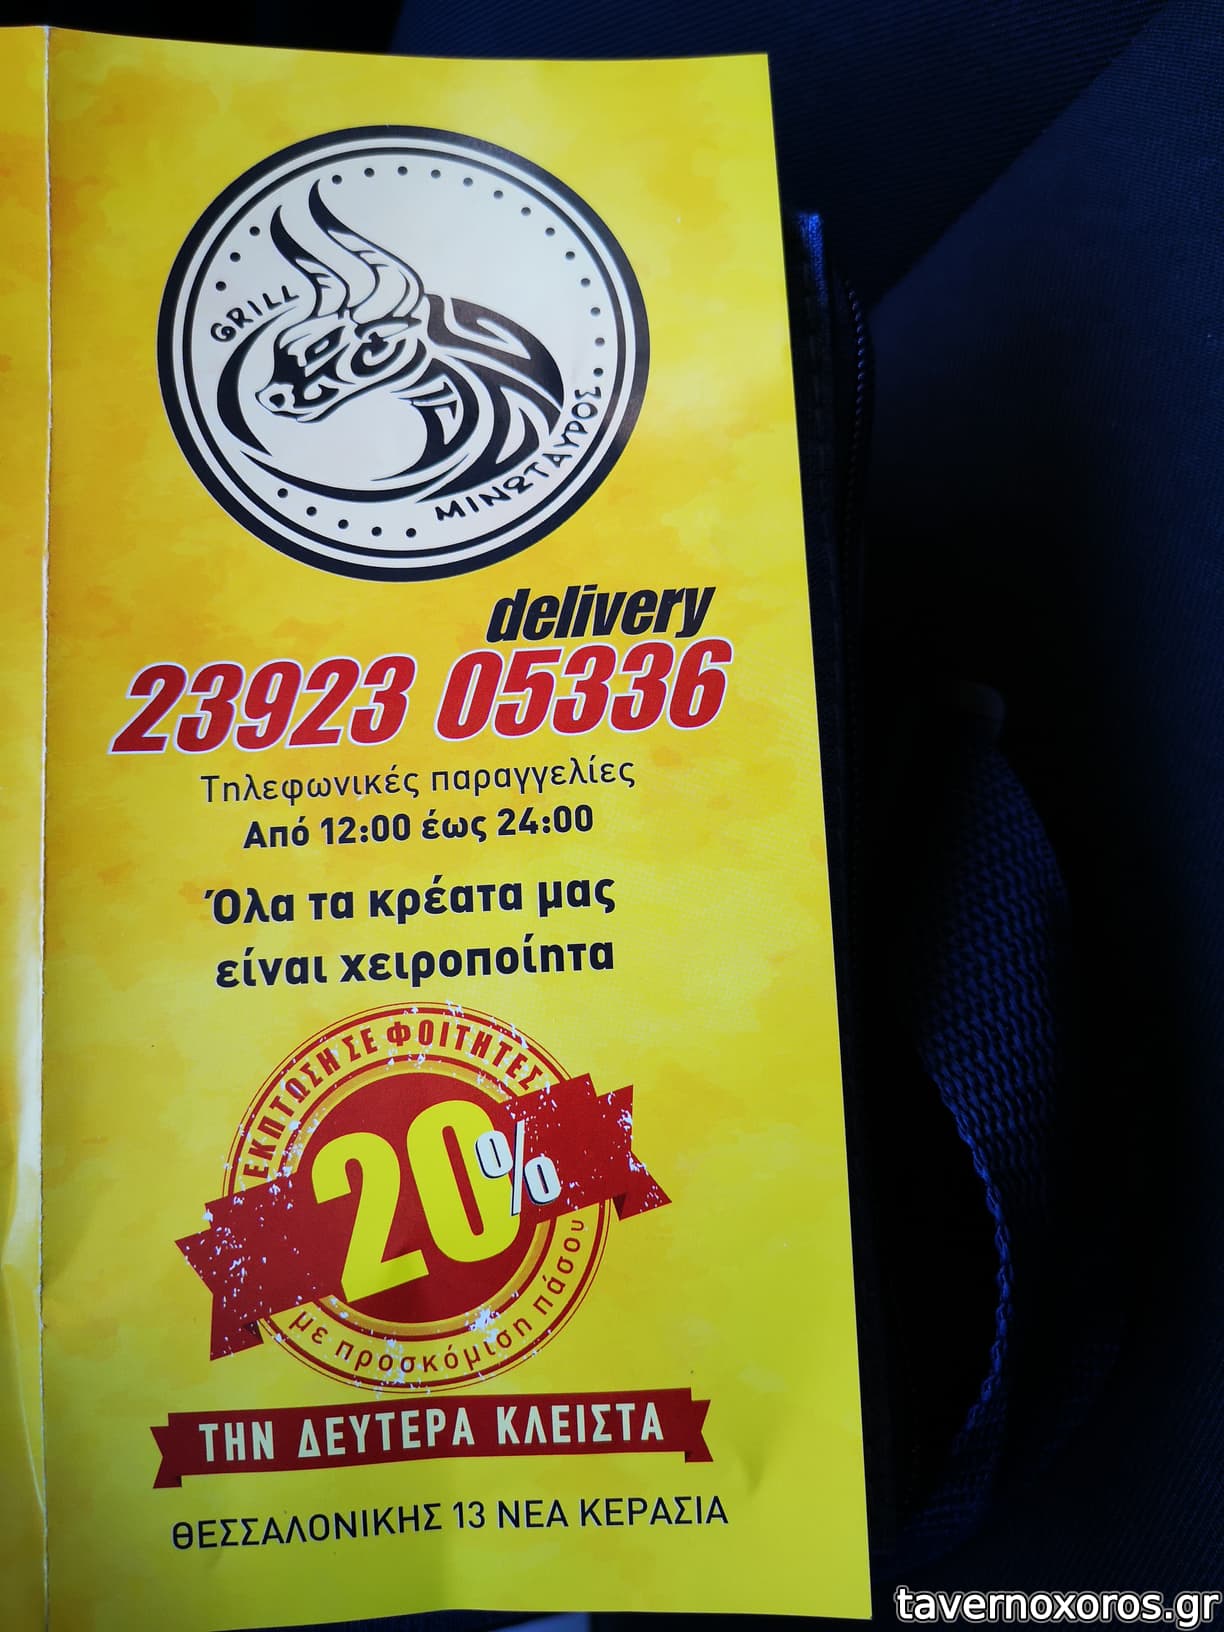 GRILL
ΜΙΝΩΤΑΥΡΟΣ
delivery
23923 05336
Τηλεφωνικές παραγγελίες
Από 12:00 έως 24:00
Όλα τα κρέατα μας
είναι χειροποίητα
ΕΚΠΤΩΣΗ ΣΕ ΦΟΙΤΗΤΕΣ
20%
με προσκόμιση πάσου
ΤΗΝ ΔΕΥΤΕΡΑ ΚΛΕΙΣΤΑ
ΘΕΣΣΑΛΟΝΙΚΗΣ 13 ΝΕΑ ΚΕΡΑΣΙΑ
tavernoxoros.gr